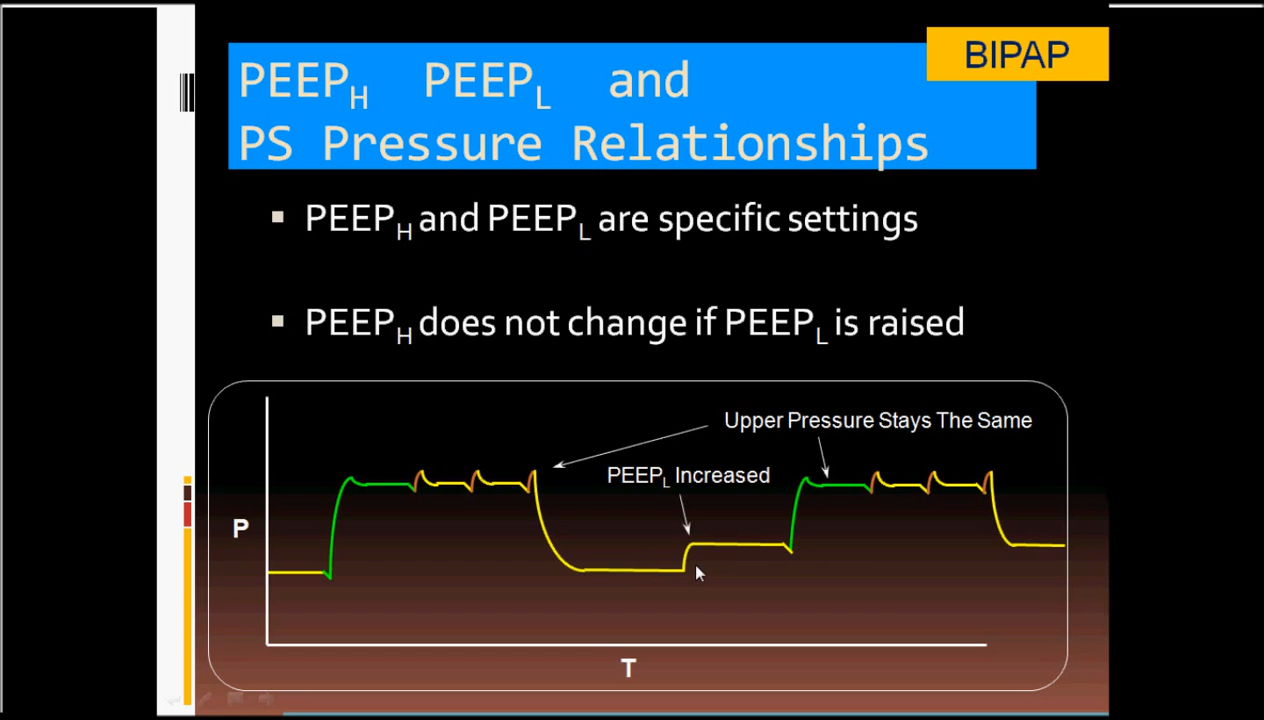 BIPAP
PEEPH PEEPL and
PS Pressure Relationships
▪ PEEPH and PEEPL are specific settings
▪ PEEPH does not change if PEEPL is raised
Upper Pressure Stays The Same
PEEPL Increased
P
T